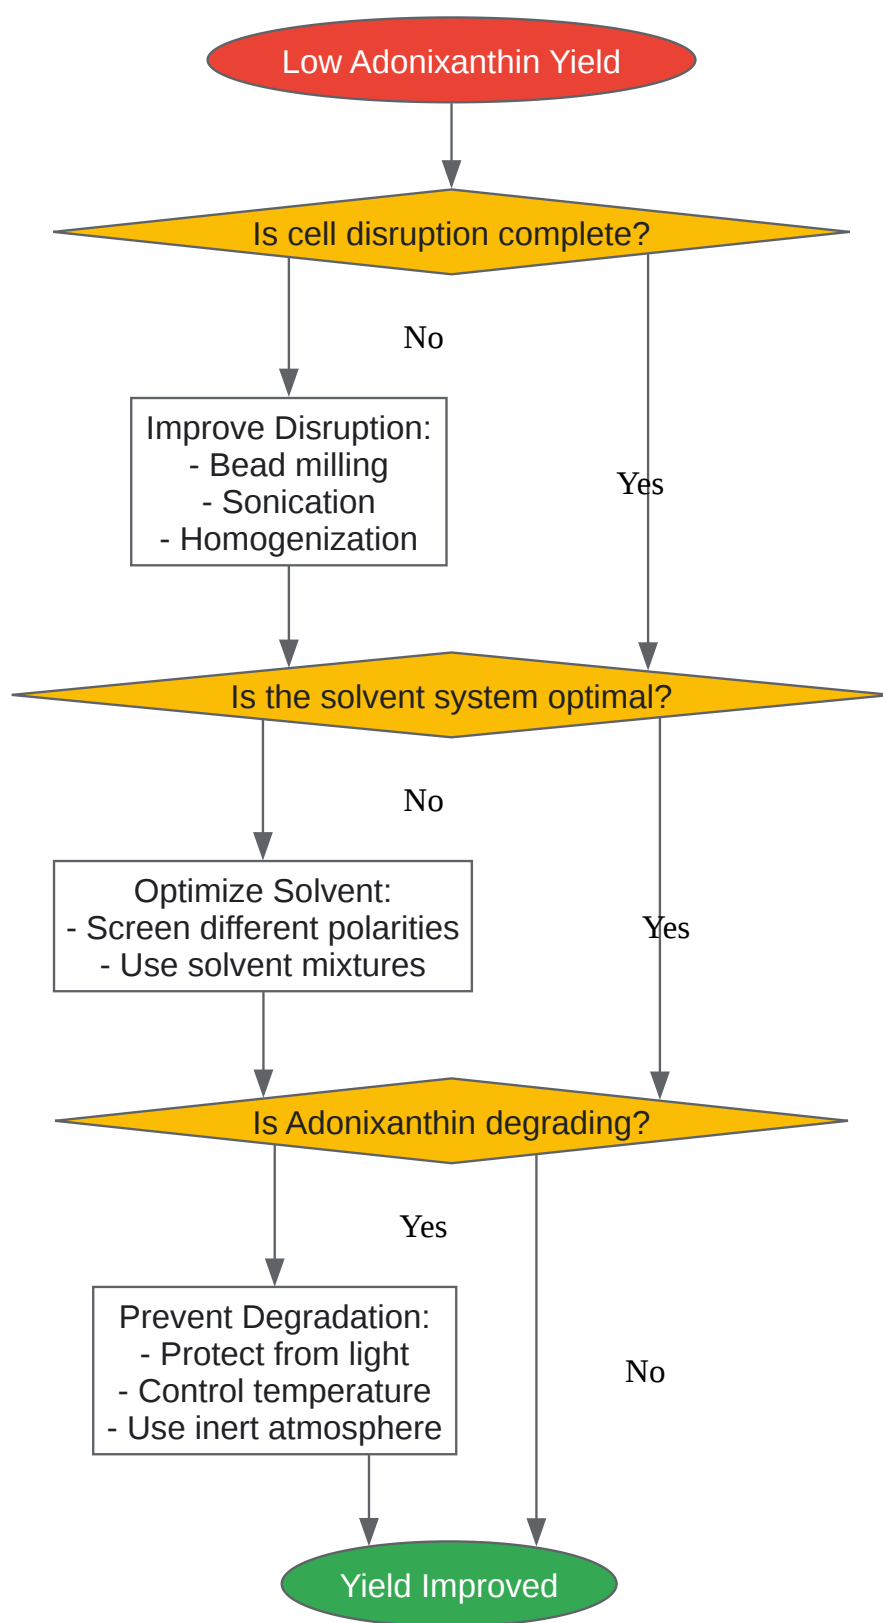 Low Adonixanthin Yield
Is cell disruption complete?
No
Improve Disruption:
- Bead milling
- Sonication
- Homogenization
Yes
Is the solvent system optimal?
No
Optimize Solvent:
- Screen different polarities
- Use solvent mixtures
Yes
Is Adonixanthin degrading?
Yes
Prevent Degradation:
- Protect from light
- Control temperature
- Use inert atmosphere
No
Yield Improved